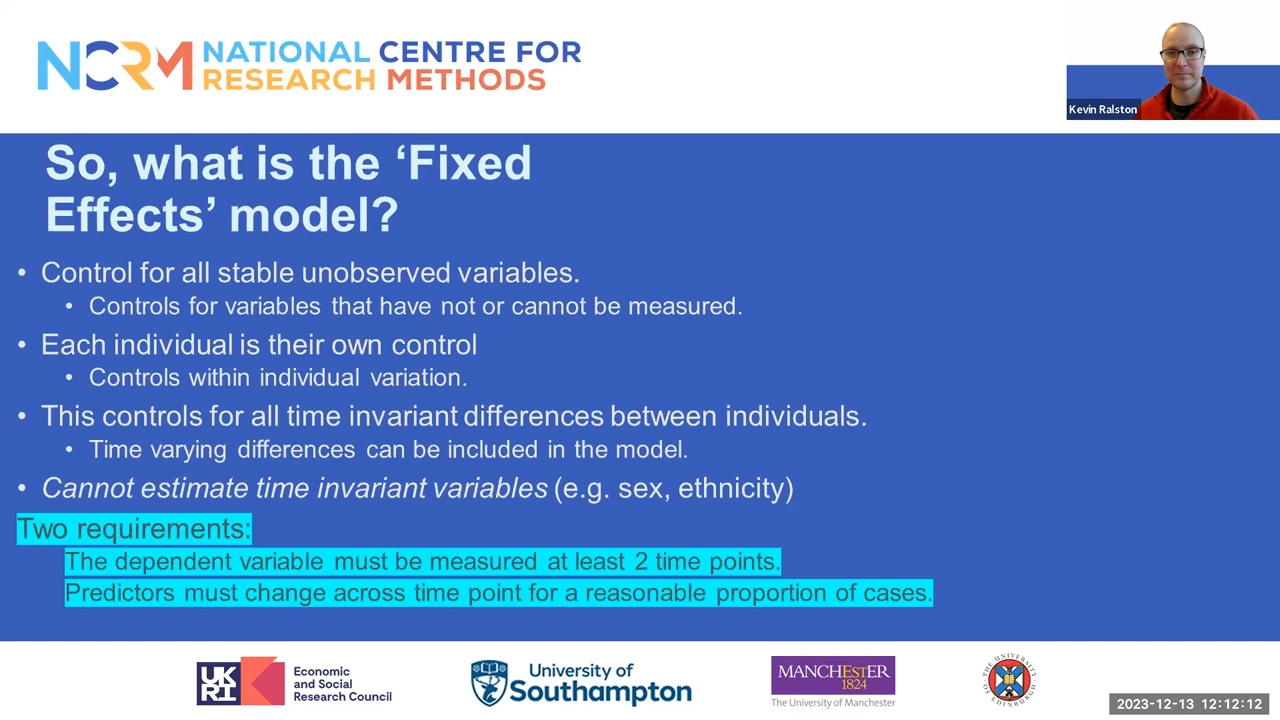 NCRM NATIONAL CENTRE FOR
RESEARCH METHODS
Kevin Ralston
So, what is the ‘Fixed
Effects’ model?
• Control for all stable unobserved variables.
• Controls for variables that have not or cannot be measured.
• Each individual is their own control
• Controls within individual variation.
• This controls for all time invariant differences between individuals.
• Time varying differences can be included in the model.
• Cannot estimate time invariant variables (e.g. sex, ethnicity)
Two requirements:
The dependent variable must be measured at least 2 time points.
Predictors must change across time point for a reasonable proportion of cases.
UKRI
Economic
and Social
Research Council
University of
Southampton
MANCHESTER
1824
The University of Manchester
THE UNIVERSITY OF EDINBURGH
2023-12-13 12:12:12